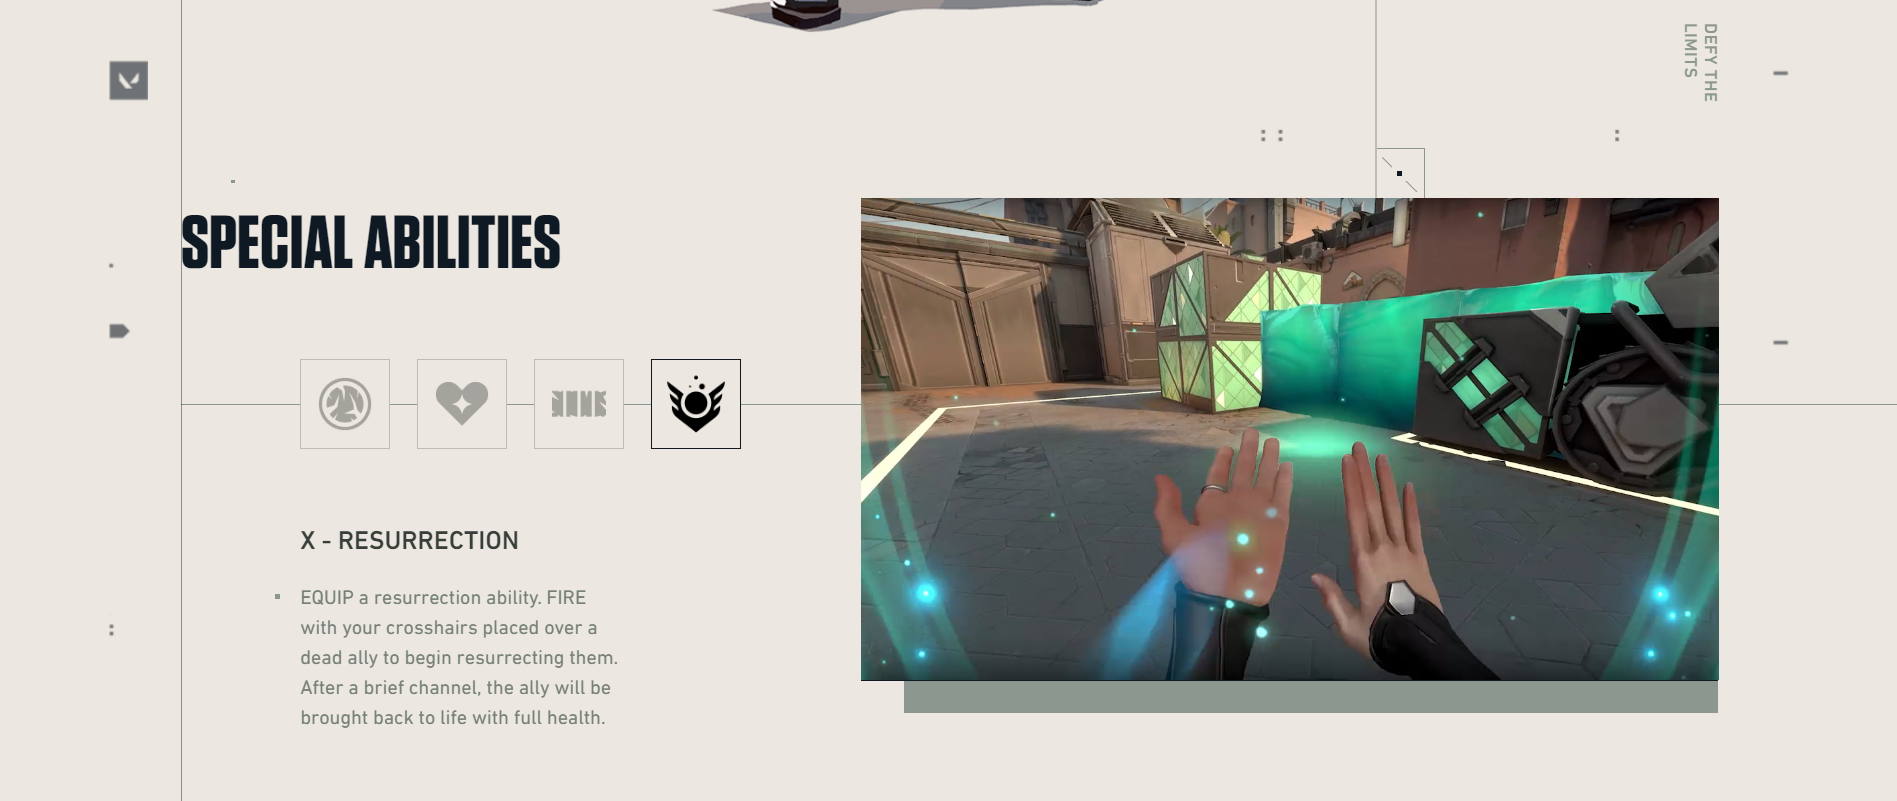 DEFY THE
LIMITS
SPECIAL ABILITIES
X - RESURRECTION
EQUIP a resurrection ability. FIRE
with your crosshairs placed over a
dead ally to begin resurrecting them.
After a brief channel, the ally will be
brought back to life with full health.